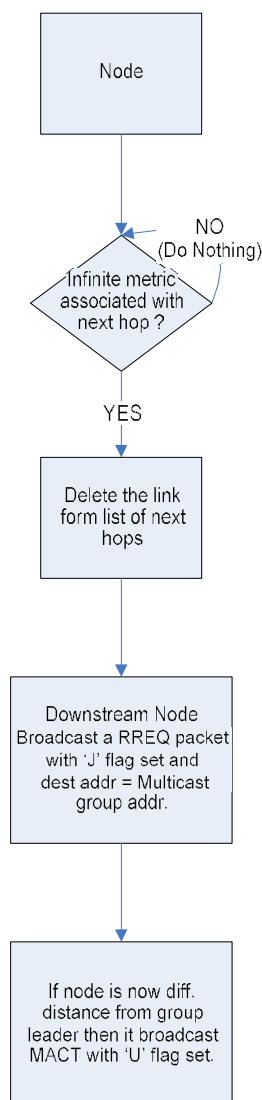 Node
NO
(Do Nothing)
Infinite metric
associated with
next hop ?
YES
Delete the link
form list of next
hops
Downstream Node
Broadcast a RREQ packet
with ‘J’ flag set and
dest addr = Multicast
group addr.
If node is now diff.
distance from group
leader then it broadcast
MACT with ‘U’ flag set.